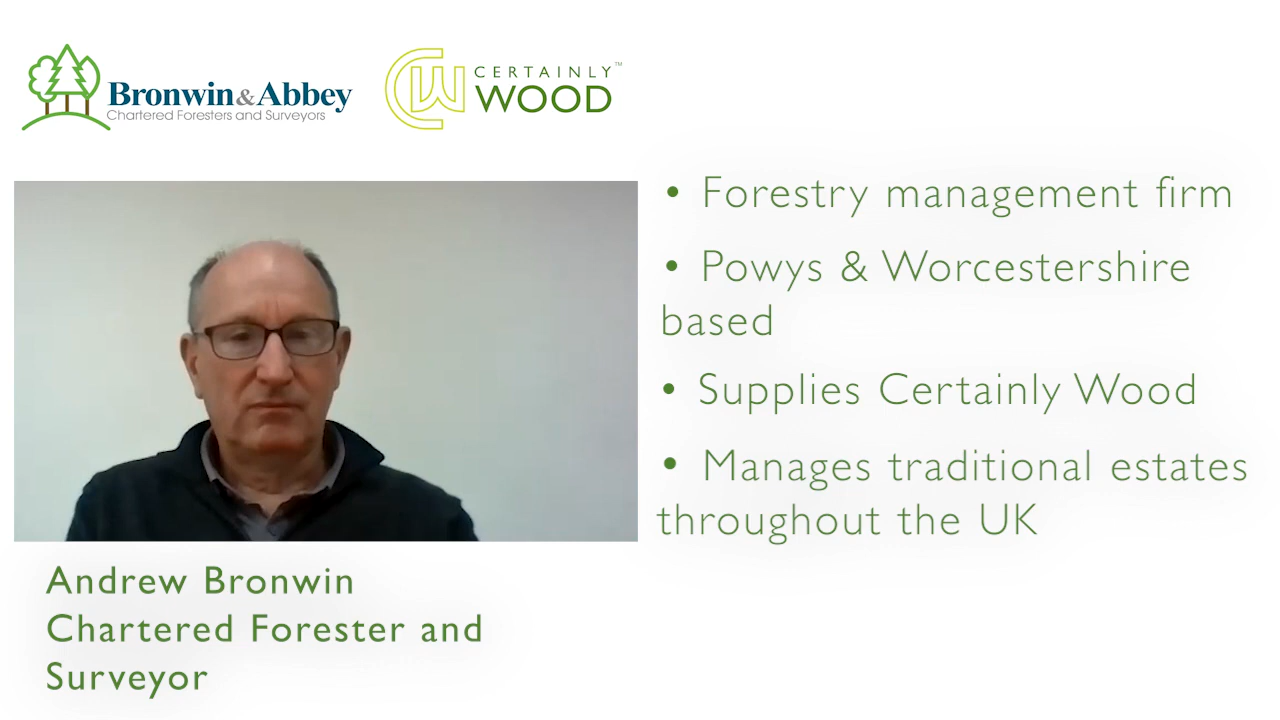 Bronwin & Abbey
Chartered Foresters and Surveyors
CW
CERTAINLY™
WOOD
• Forestry management firm
• Powys & Worcestershire
based
• Supplies Certainly Wood
• Manages traditional estates
throughout the UK
Andrew Bronwin
Chartered Forester and
Surveyor